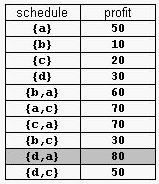 schedule profit
{a} 50
{b} 10
{c} 20
{d} 30
{b,a} 60
{a,c} 70
{c,a} 70
{b,c} 30
{d,a} 80
{d,c} 50